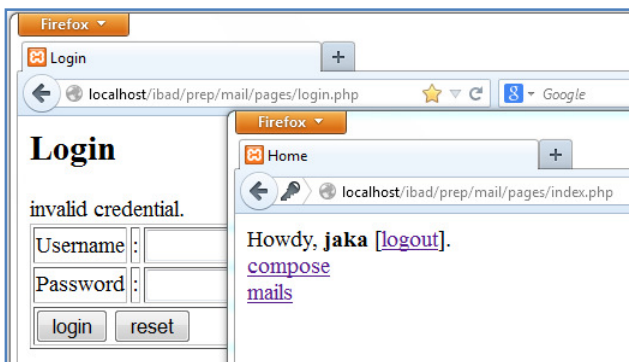 Firefox
Login
localhost/ibad/prep/mail/pages/login.php
Google
Login
invalid credential.
Username :
Password :
login reset
Firefox
Home
localhost/ibad/prep/mail/pages/index.php
Howdy, jaka [logout].
compose
mails